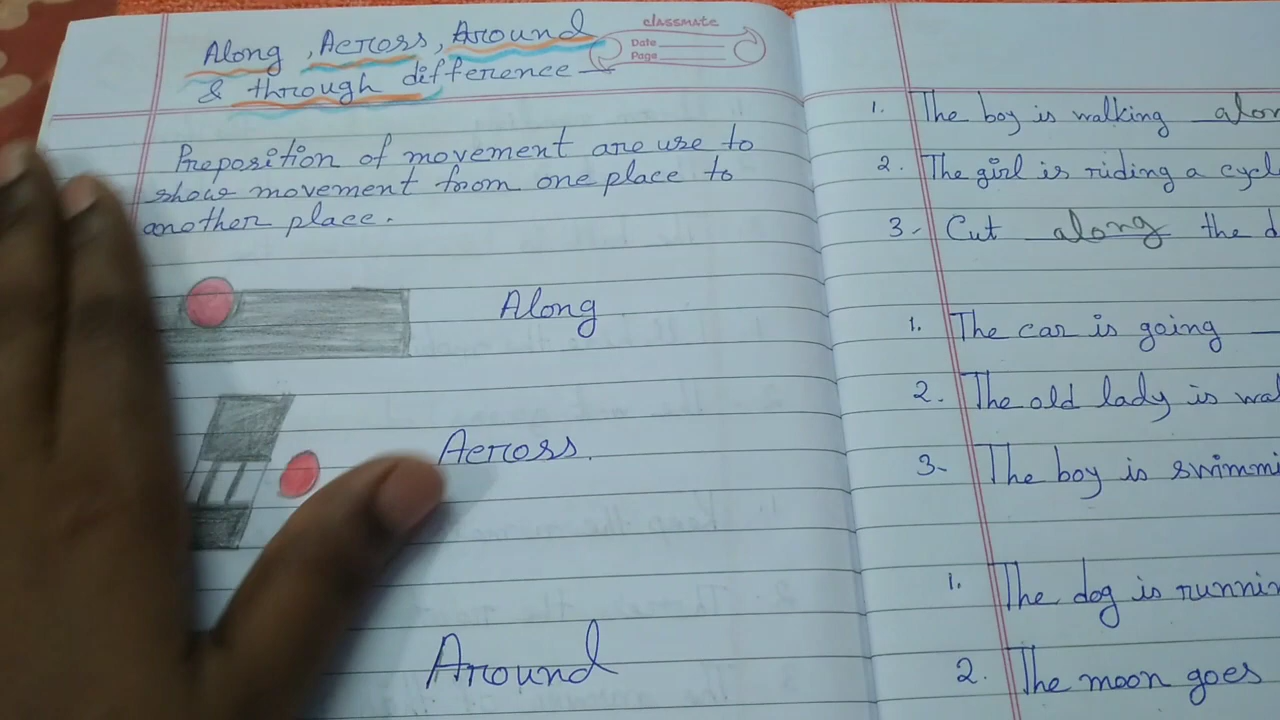 Along, Across, Around
& through difference—
classmate
Date
Page
Preposition of movement are use to
show movement from one place to
another place.
Along
Across.
Around
1. The boy is walking
2. The girl is riding a
3. Cut along the
1. The car is going
2. The old lady is
3. The boy is
1. The dog is
2. The moon goes